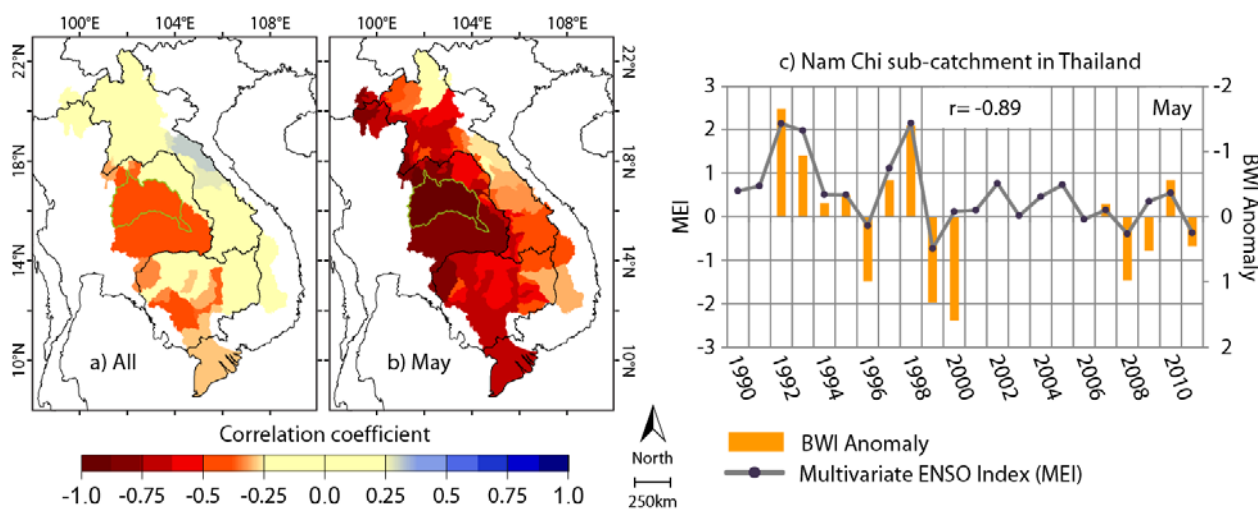 100°E 104°E 108°E 100°E 104°E 108°E
22°N
18°N
14°N
10°N
a) All
b) May
22°N
18°N
14°N
10°N
Correlation coefficient
-1.0 -0.75 -0.5 -0.25 0.0 0.25 0.5 0.75 1.0
North
250km
c) Nam Chi sub-catchment in Thailand
r= -0.89
May
MEI
3
2
1
0
-1
-2
-3
-2
-1
0
1
2
BWI Anomaly
1990 1992 1994 1996 1998 2000 2002 2004 2006 2008 2010
BWI Anomaly
Multivariate ENSO Index (MEI)